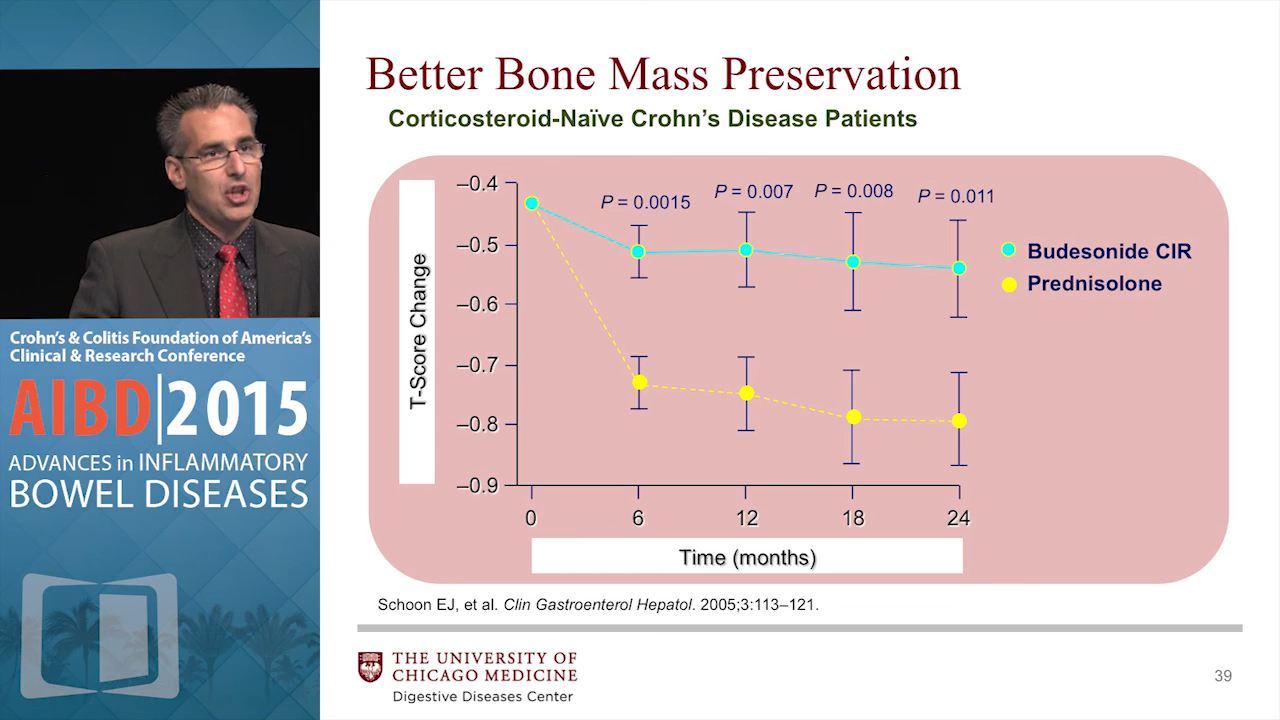 Better Bone Mass Preservation
Corticosteroid-Naïve Crohn's Disease Patients
T-Score Change
–0.4
–0.5
–0.6
–0.7
–0.8
–0.9
P = 0.0015
P = 0.007
P = 0.008
P = 0.011
Budesonide CIR
Prednisolone
0
6
12
18
24
Time (months)
Schoon EJ, et al. Clin Gastroenterol Hepatol. 2005;3:113–121.
THE UNIVERSITY OF
CHICAGO MEDICINE
Digestive Diseases Center
39
Crohn's & Colitis Foundation of America's
Clinical & Research Conference
AIBD|2015
ADVANCES in INFLAMMATORY
BOWEL DISEASES